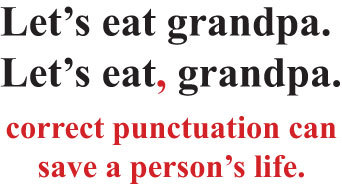 Let’s eat grandpa.
Let’s eat, grandpa.
correct punctuation can
save a person’s life.